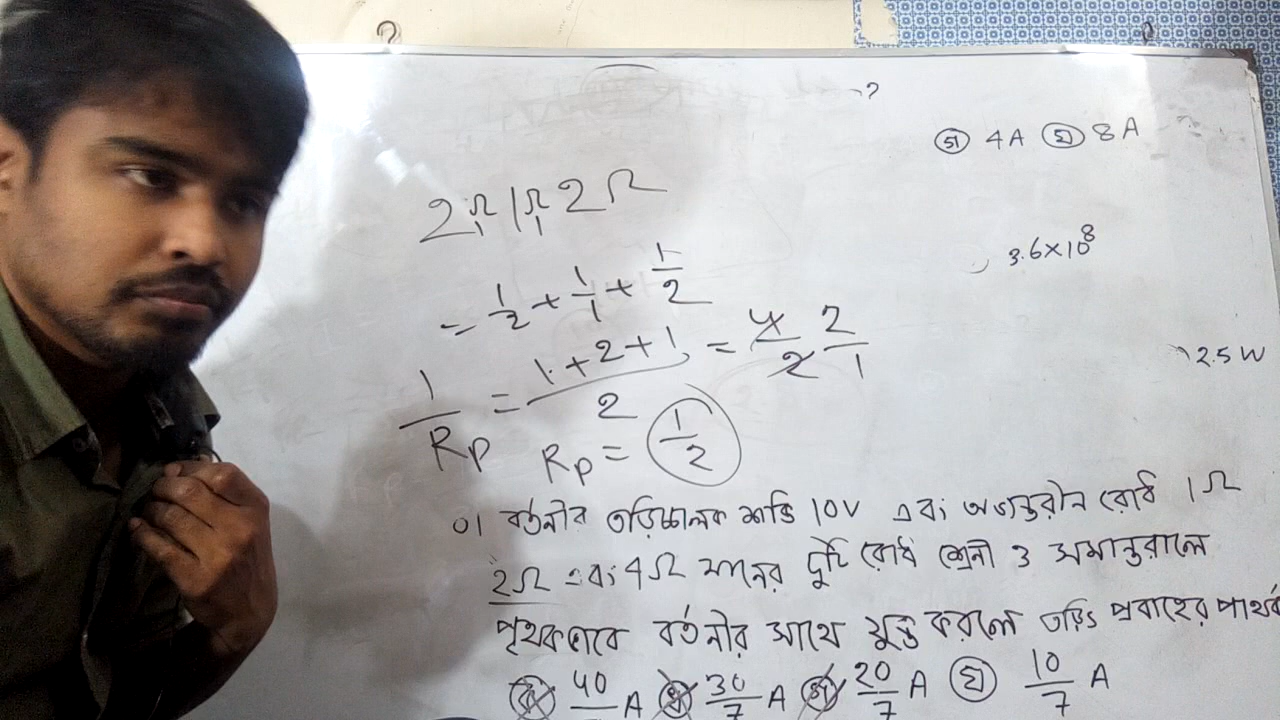 ?
গ 4A ঘ 8A
2Ω, 1Ω, 2Ω
3.6×10^8
= 1/2 + 1/1 + 1/2
1/Rp = (1+2+1)/2 = 4/2 2/1
2.5 W
Rp = 1/2
০১ বর্তনীর তড়িচ্চালক শক্তি 10V এবং অভ্যন্তরীন রোধ 1Ω
2Ω এবং 4Ω মানের দুটি রোধ শ্রেনী ও সমান্তরালে
পৃথকভাবে বর্তনীর সাথে যুক্ত করলে তড়িৎ প্রবাহের পার্থক
ক 40/ A খ 30/7 A গ 20/7 A ঘ 10/7 A